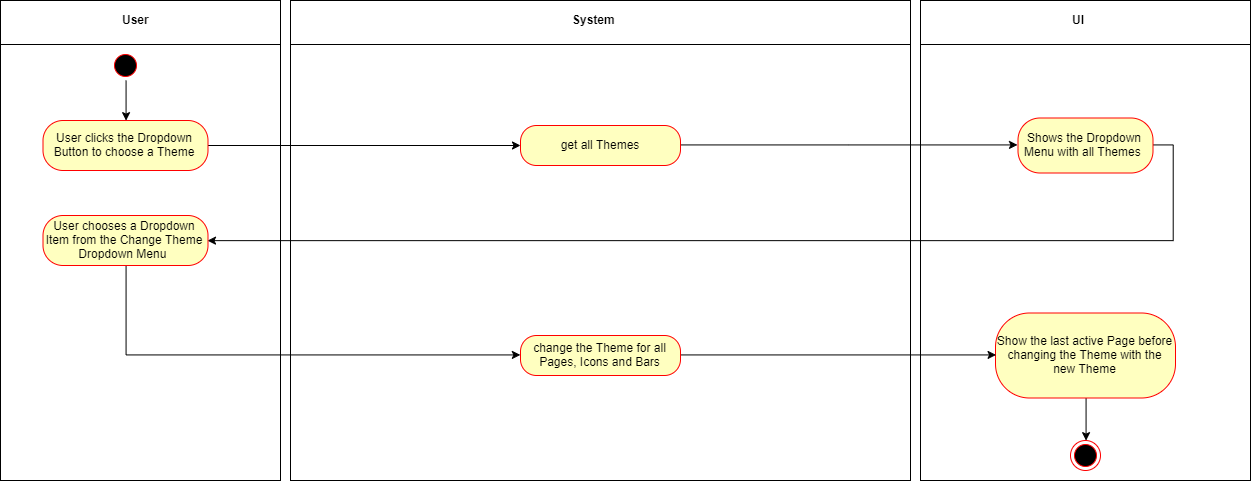 User
System
UI
User clicks the Dropdown
Button to choose a Theme
get all Themes
Shows the Dropdown
Menu with all Themes
User chooses a Dropdown
Item from the Change Theme
Dropdown Menu
change the Theme for all
Pages, Icons and Bars
Show the last active Page before
changing the Theme with the
new Theme